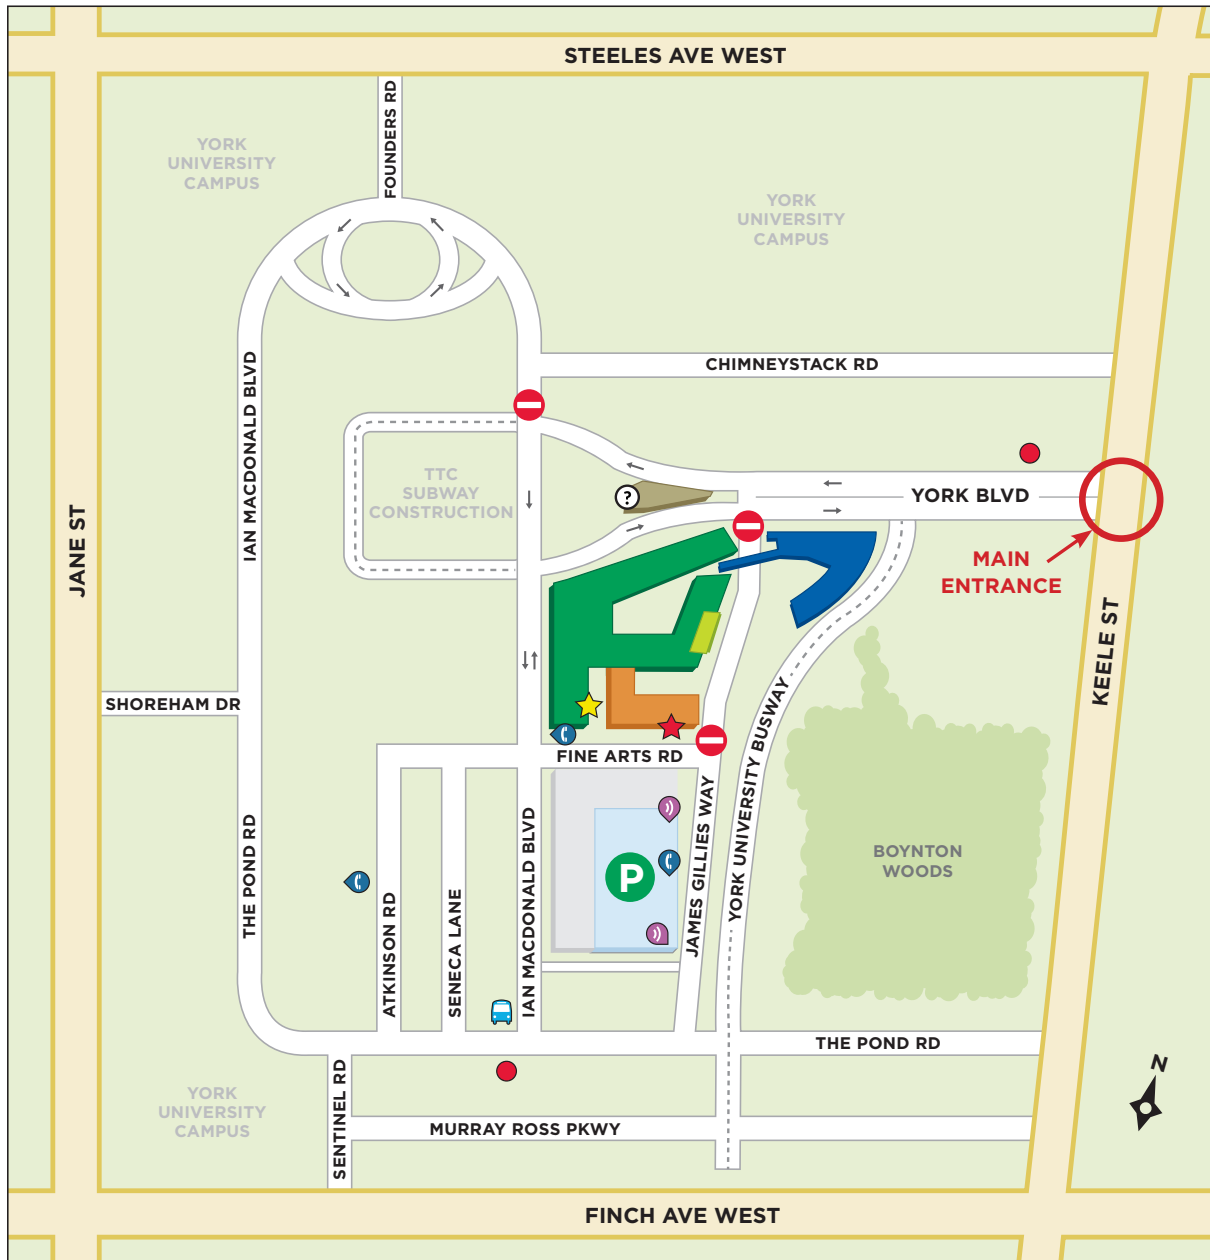 STEELES AVE WEST
FOUNDERS RD
YORK
UNIVERSITY
CAMPUS
YORK
UNIVERSITY
CAMPUS
CHIMNEYSTACK RD
IAN MACDONALD BLVD
TTC
SUBWAY
CONSTRUCTION
?
YORK BLVD
JANE ST
MAIN
ENTRANCE
KEELE ST
SHOREHAM DR
FINE ARTS RD
YORK UNIVERSITY BUSWAY
JAMES GILLIES WAY
IAN MACDONALD BLVD
THE POND RD
ATKINSON RD
SENECA LANE
P
BOYNTON
WOODS
THE POND RD
N
YORK
UNIVERSITY
CAMPUS
SENTINEL RD
MURRAY ROSS PKWY
FINCH AVE WEST